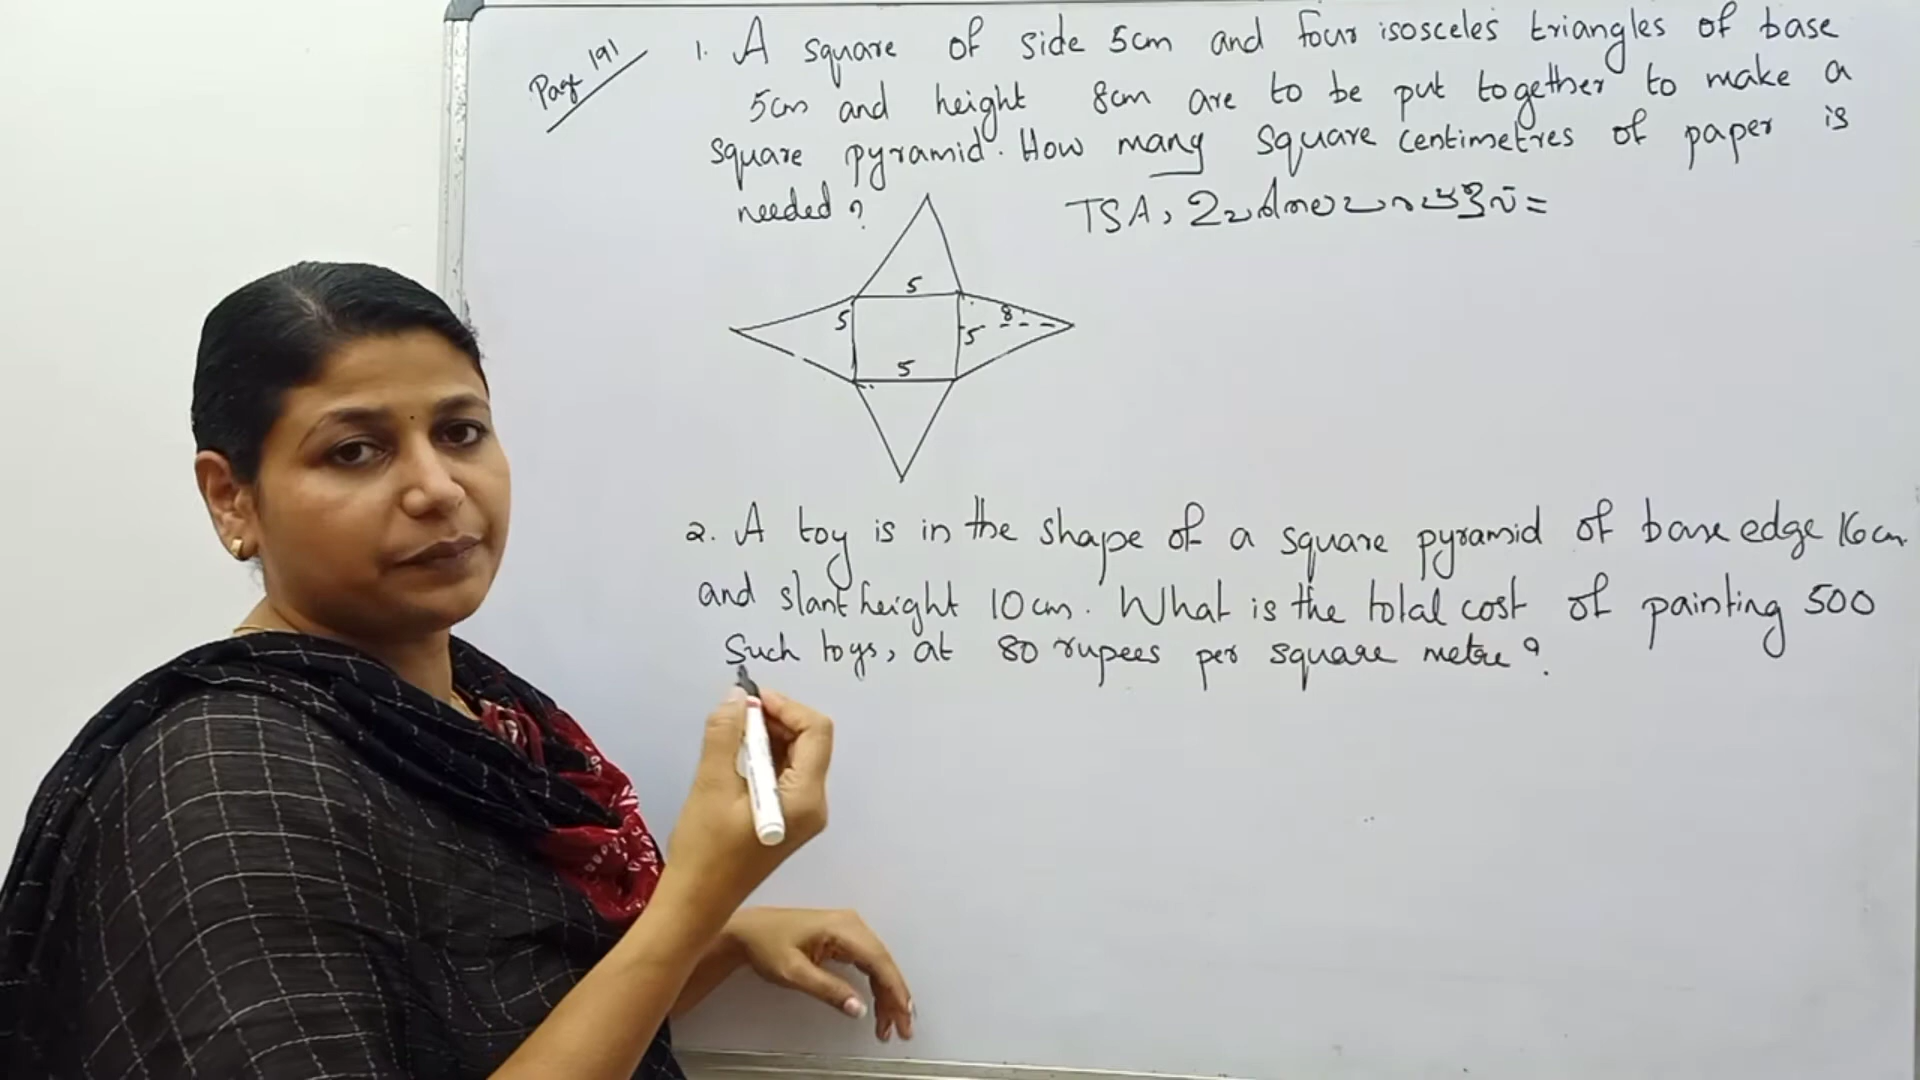 Page 191
1. A square of side 5cm and four isosceles triangles of base
5cm and height 8cm are to be put together to make a
square pyramid. How many square centimetres of paper is
needed?
TSA, ഉപരിതലപരപ്പളവ് =
5
5
8
5
5
2. A toy is in the shape of a square pyramid of base edge 16cm
and slant height 10cm. What is the total cost of painting 500
such toys, at 80 rupees per square metre?